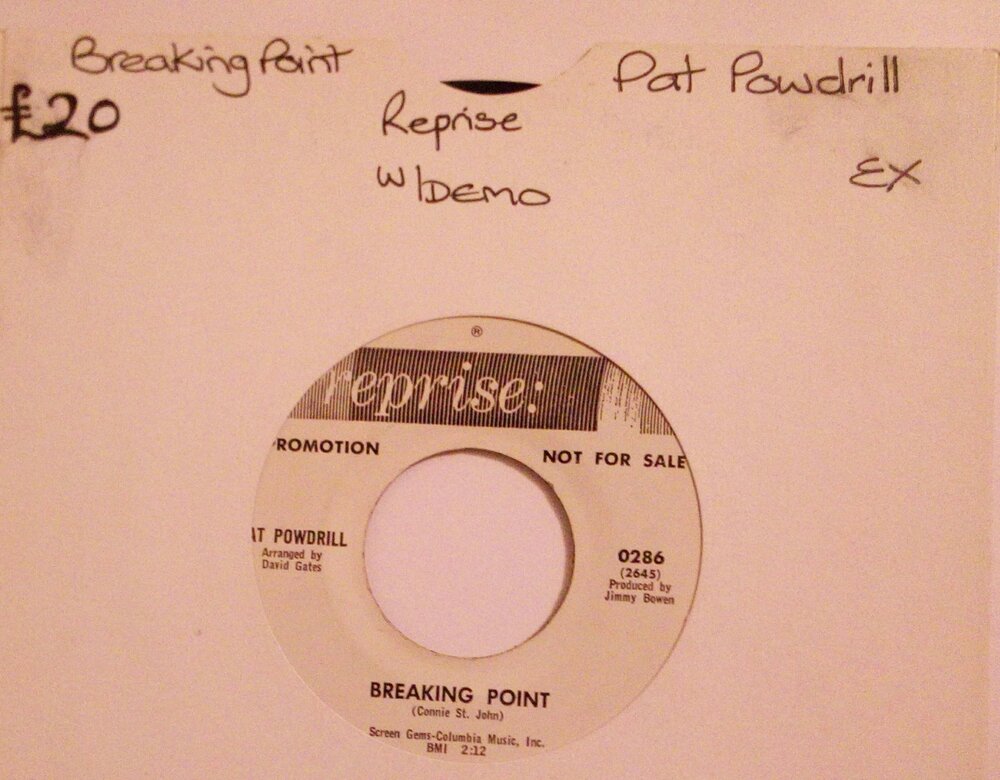 Breaking Point
Pat Powdrill
£20
Reprise
W/DEMO
EX
®
reprise:
ROMOTION
NOT FOR SALE
AT POWDRILL
Arranged by
David Gates
0286
(2645)
Produced by
Jimmy Bowen
BREAKING POINT
(Connie St. John)
Screen Gems-Columbia Music, Inc.
BMI 2:12